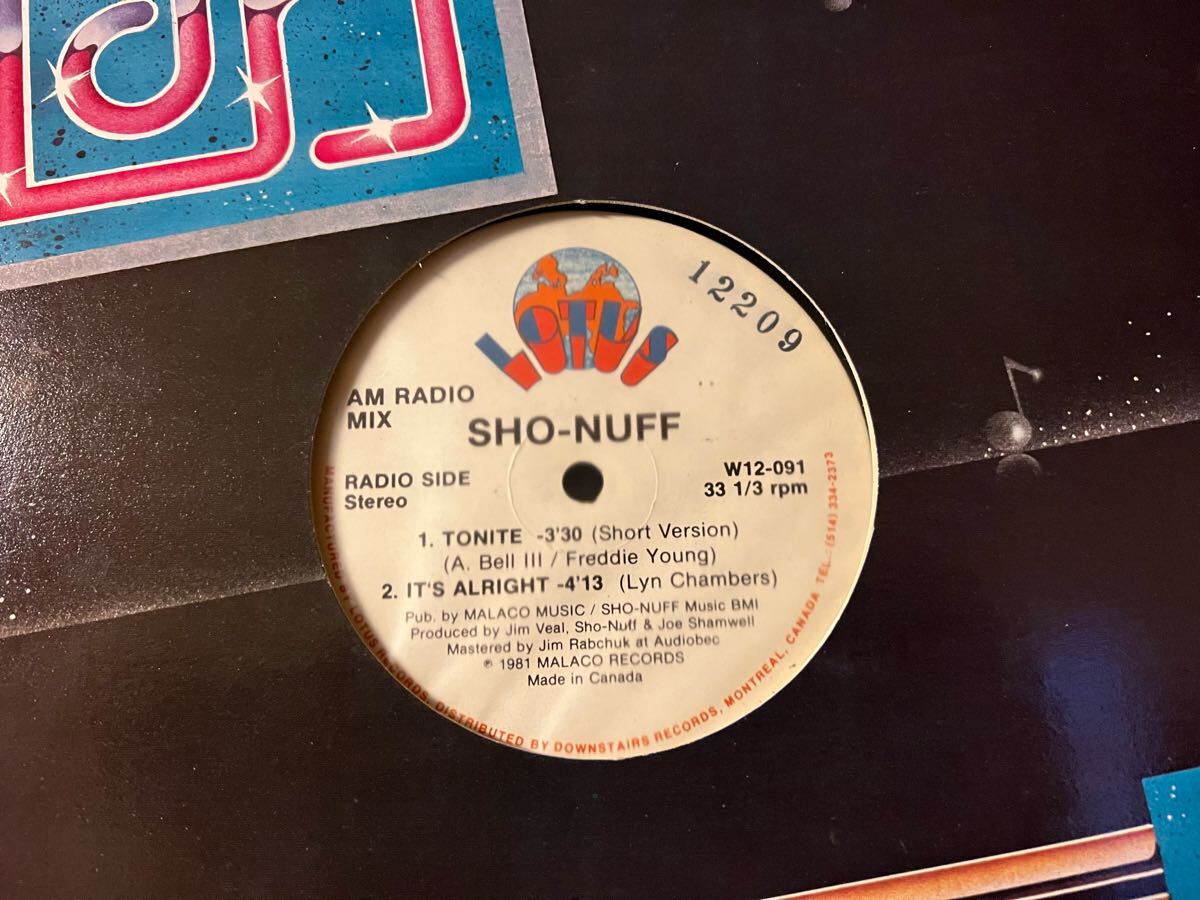 LOTUS
12209
AM RADIO
MIX
SHO-NUFF
RADIO SIDE
Stereo
W12-091
33 1/3 rpm
1. TONITE -3'30 (Short Version)
(A. Bell III / Freddie Young)
2. IT'S ALRIGHT -4'13 (Lyn Chambers)
Pub. by MALACO MUSIC / SHO-NUFF Music BMI
Produced by Jim Veal, Sho-Nuff & Joe Shamwell
Mastered by Jim Rabchuk at Audiobec
℗ 1981 MALACO RECORDS
Made in Canada
MANUFACTURED BY LOTUS RECORDS. DISTRIBUTED BY DOWNSTAIRS RECORDS, MONTREAL, CANADA TEL.: (514) 334-2373